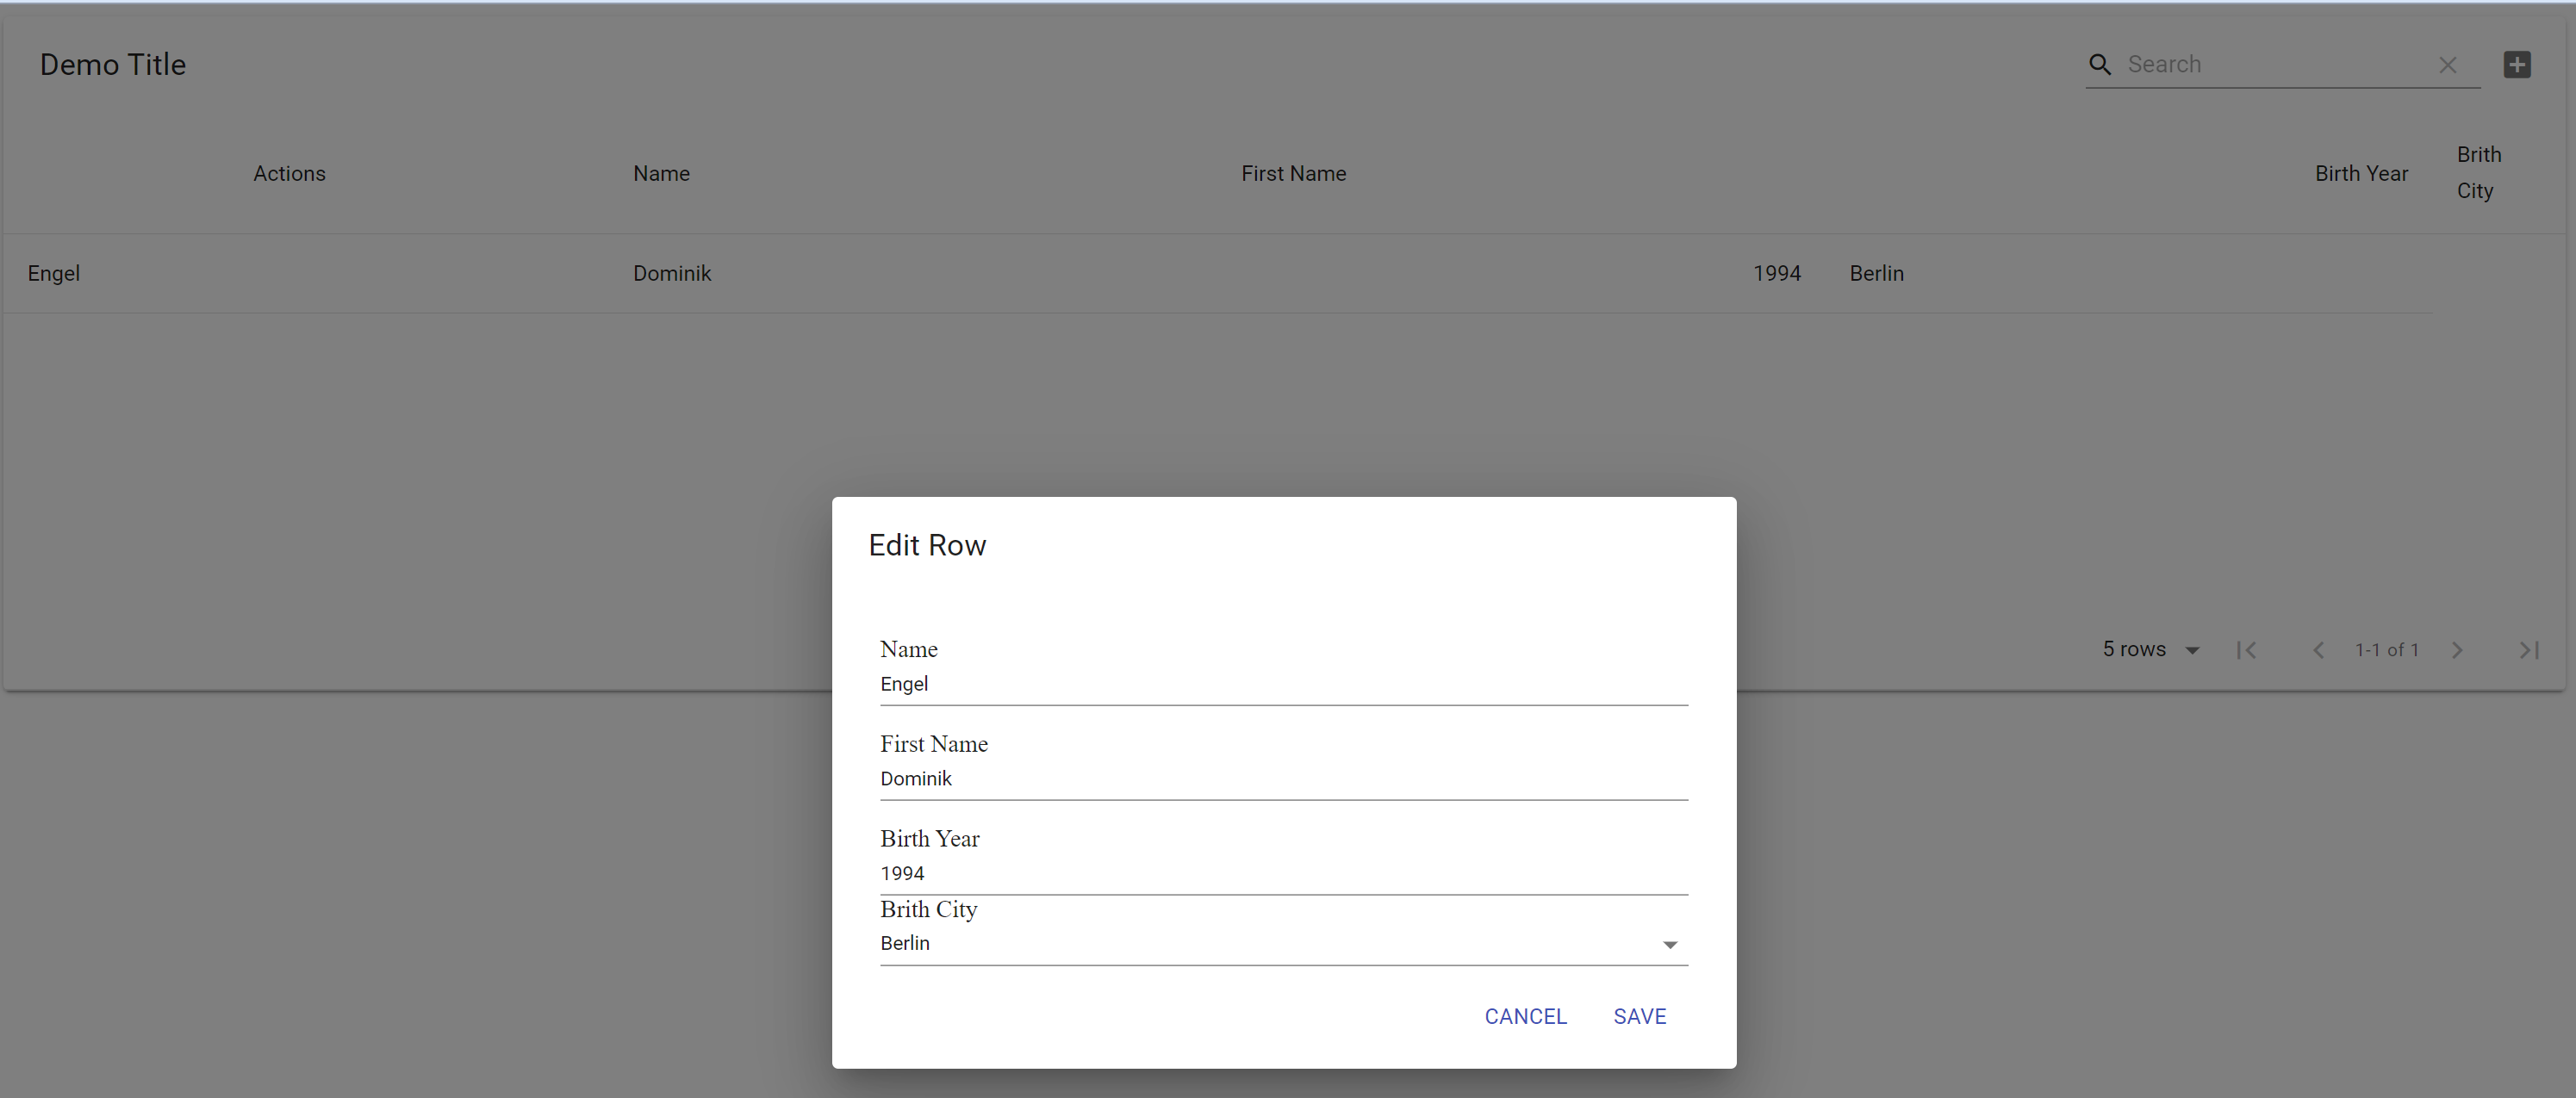 Demo Title
Search
Actions Name First Name Birth Year Brith City
Engel Dominik 1994 Berlin
5 rows 1-1 of 1
Edit Row
Name
Engel
First Name
Dominik
Birth Year
1994
Brith City
Berlin
CANCEL SAVE